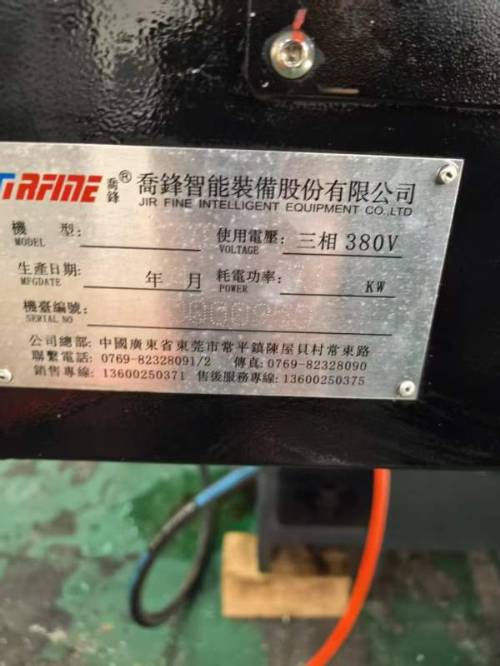 JIRFINE 喬鋒® 喬鋒智能裝備股份有限公司
JIR FINE INTELLIGENT EQUIPMENT CO.,LTD
機 型: 使用電壓: 三相 380V
MODEL VOLTAGE
生產日期: 年 月 耗電功率: KW
MFGDATE POWER
機臺編號:
SERIAL NO
公司總部: 中國廣東省東莞市常平鎮陳屋貝村常東路
聯繫電話: 0769-82328091/2 傳真: 0769-82328090
銷售專線: 13600250371 售後服務專線: 13600250375